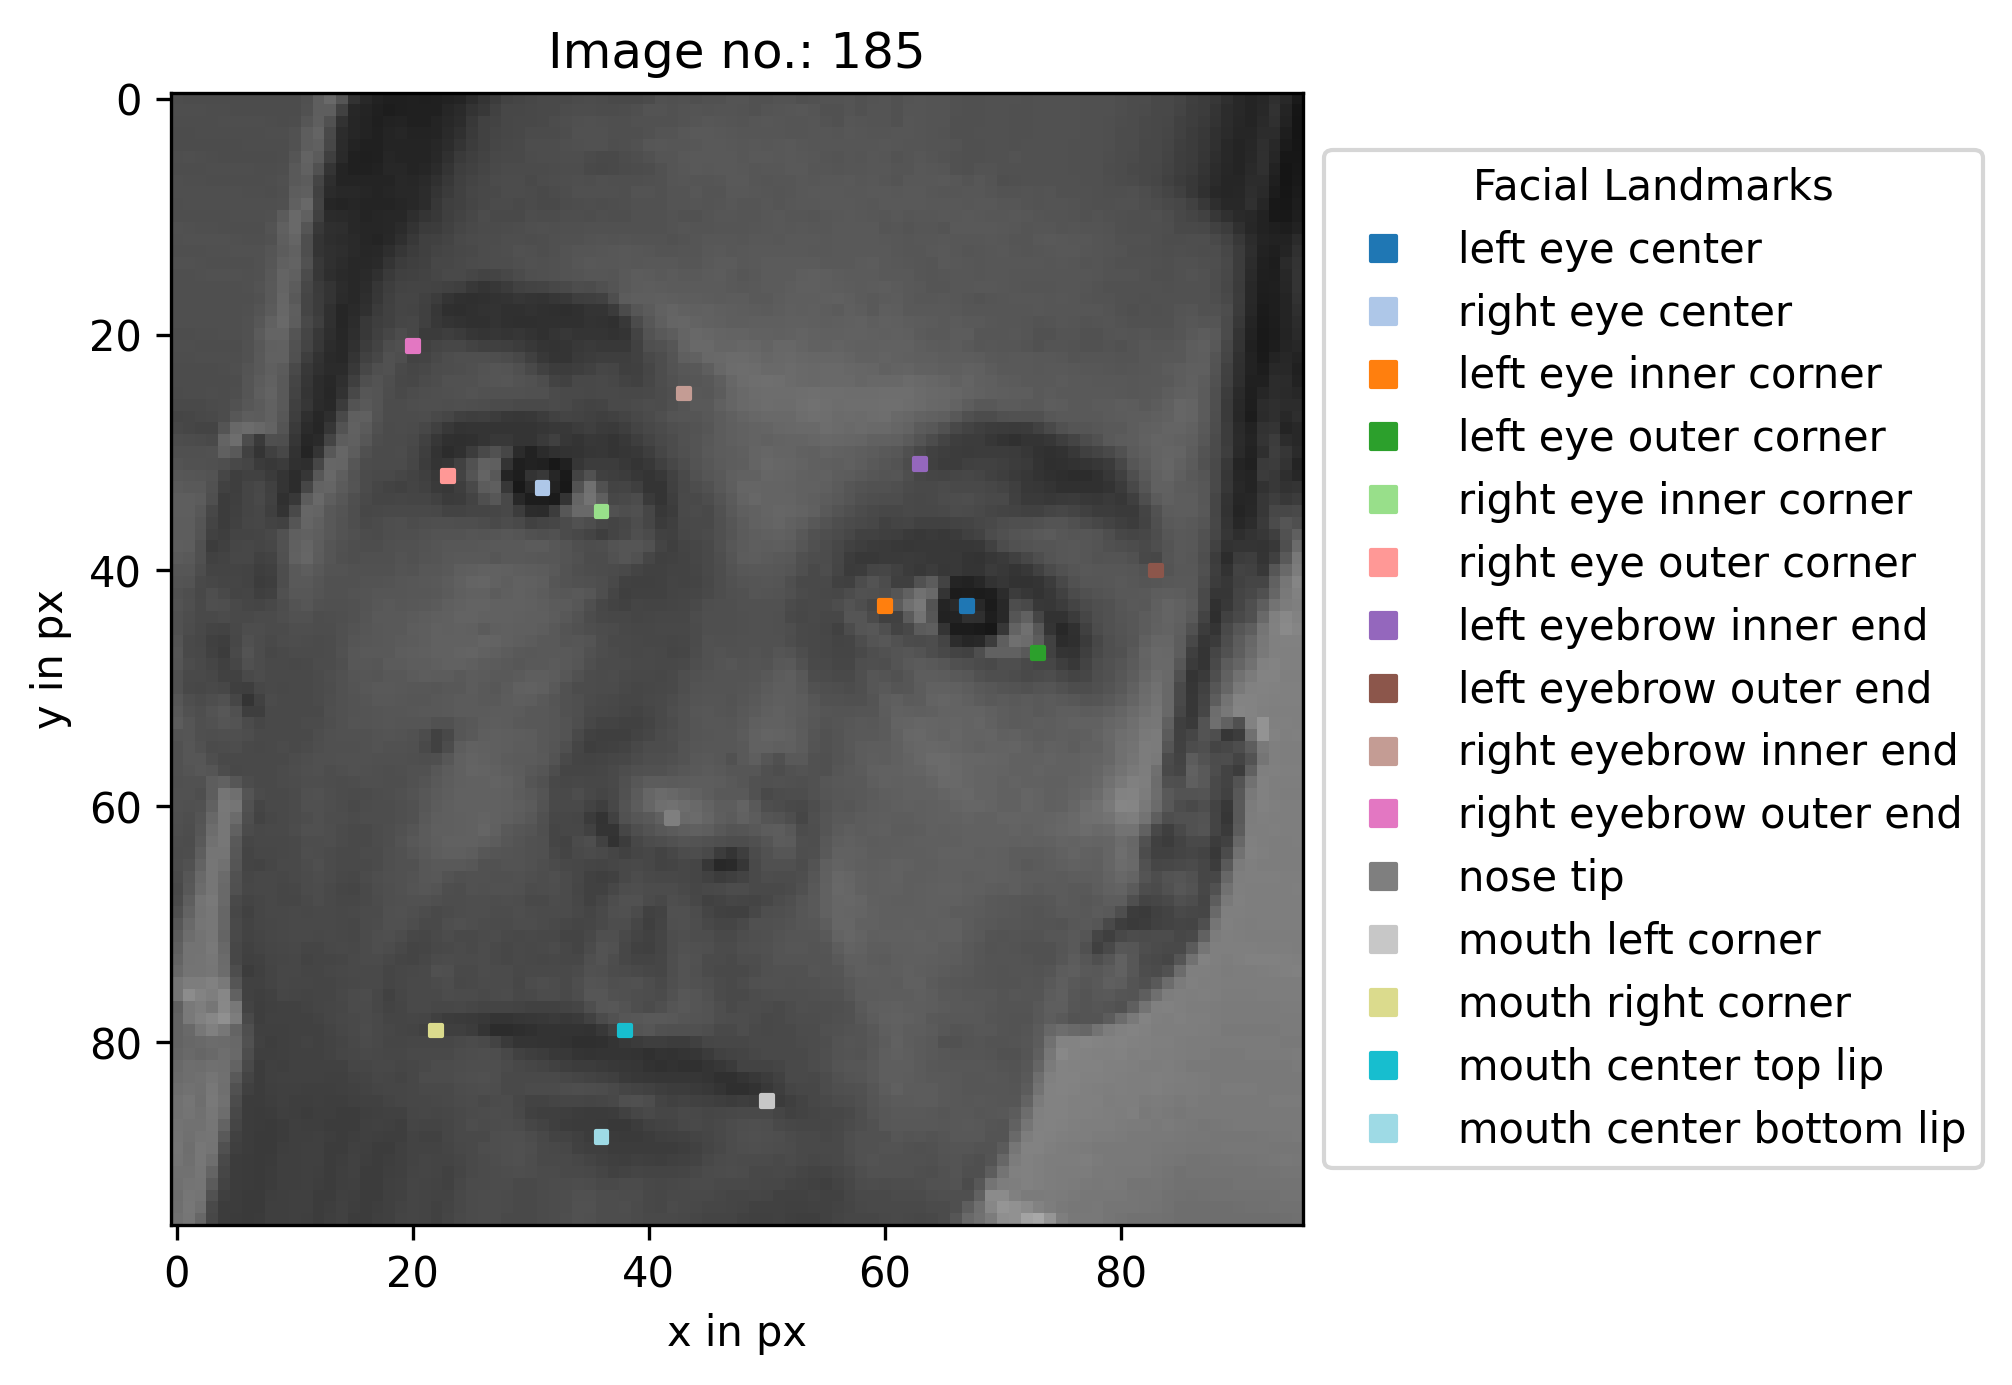 Image no.: 185
0
20
40
60
80
y in px
0 20 40 60 80
x in px
Facial Landmarks
left eye center
right eye center
left eye inner corner
left eye outer corner
right eye inner corner
right eye outer corner
left eyebrow inner end
left eyebrow outer end
right eyebrow inner end
right eyebrow outer end
nose tip
mouth left corner
mouth right corner
mouth center top lip
mouth center bottom lip